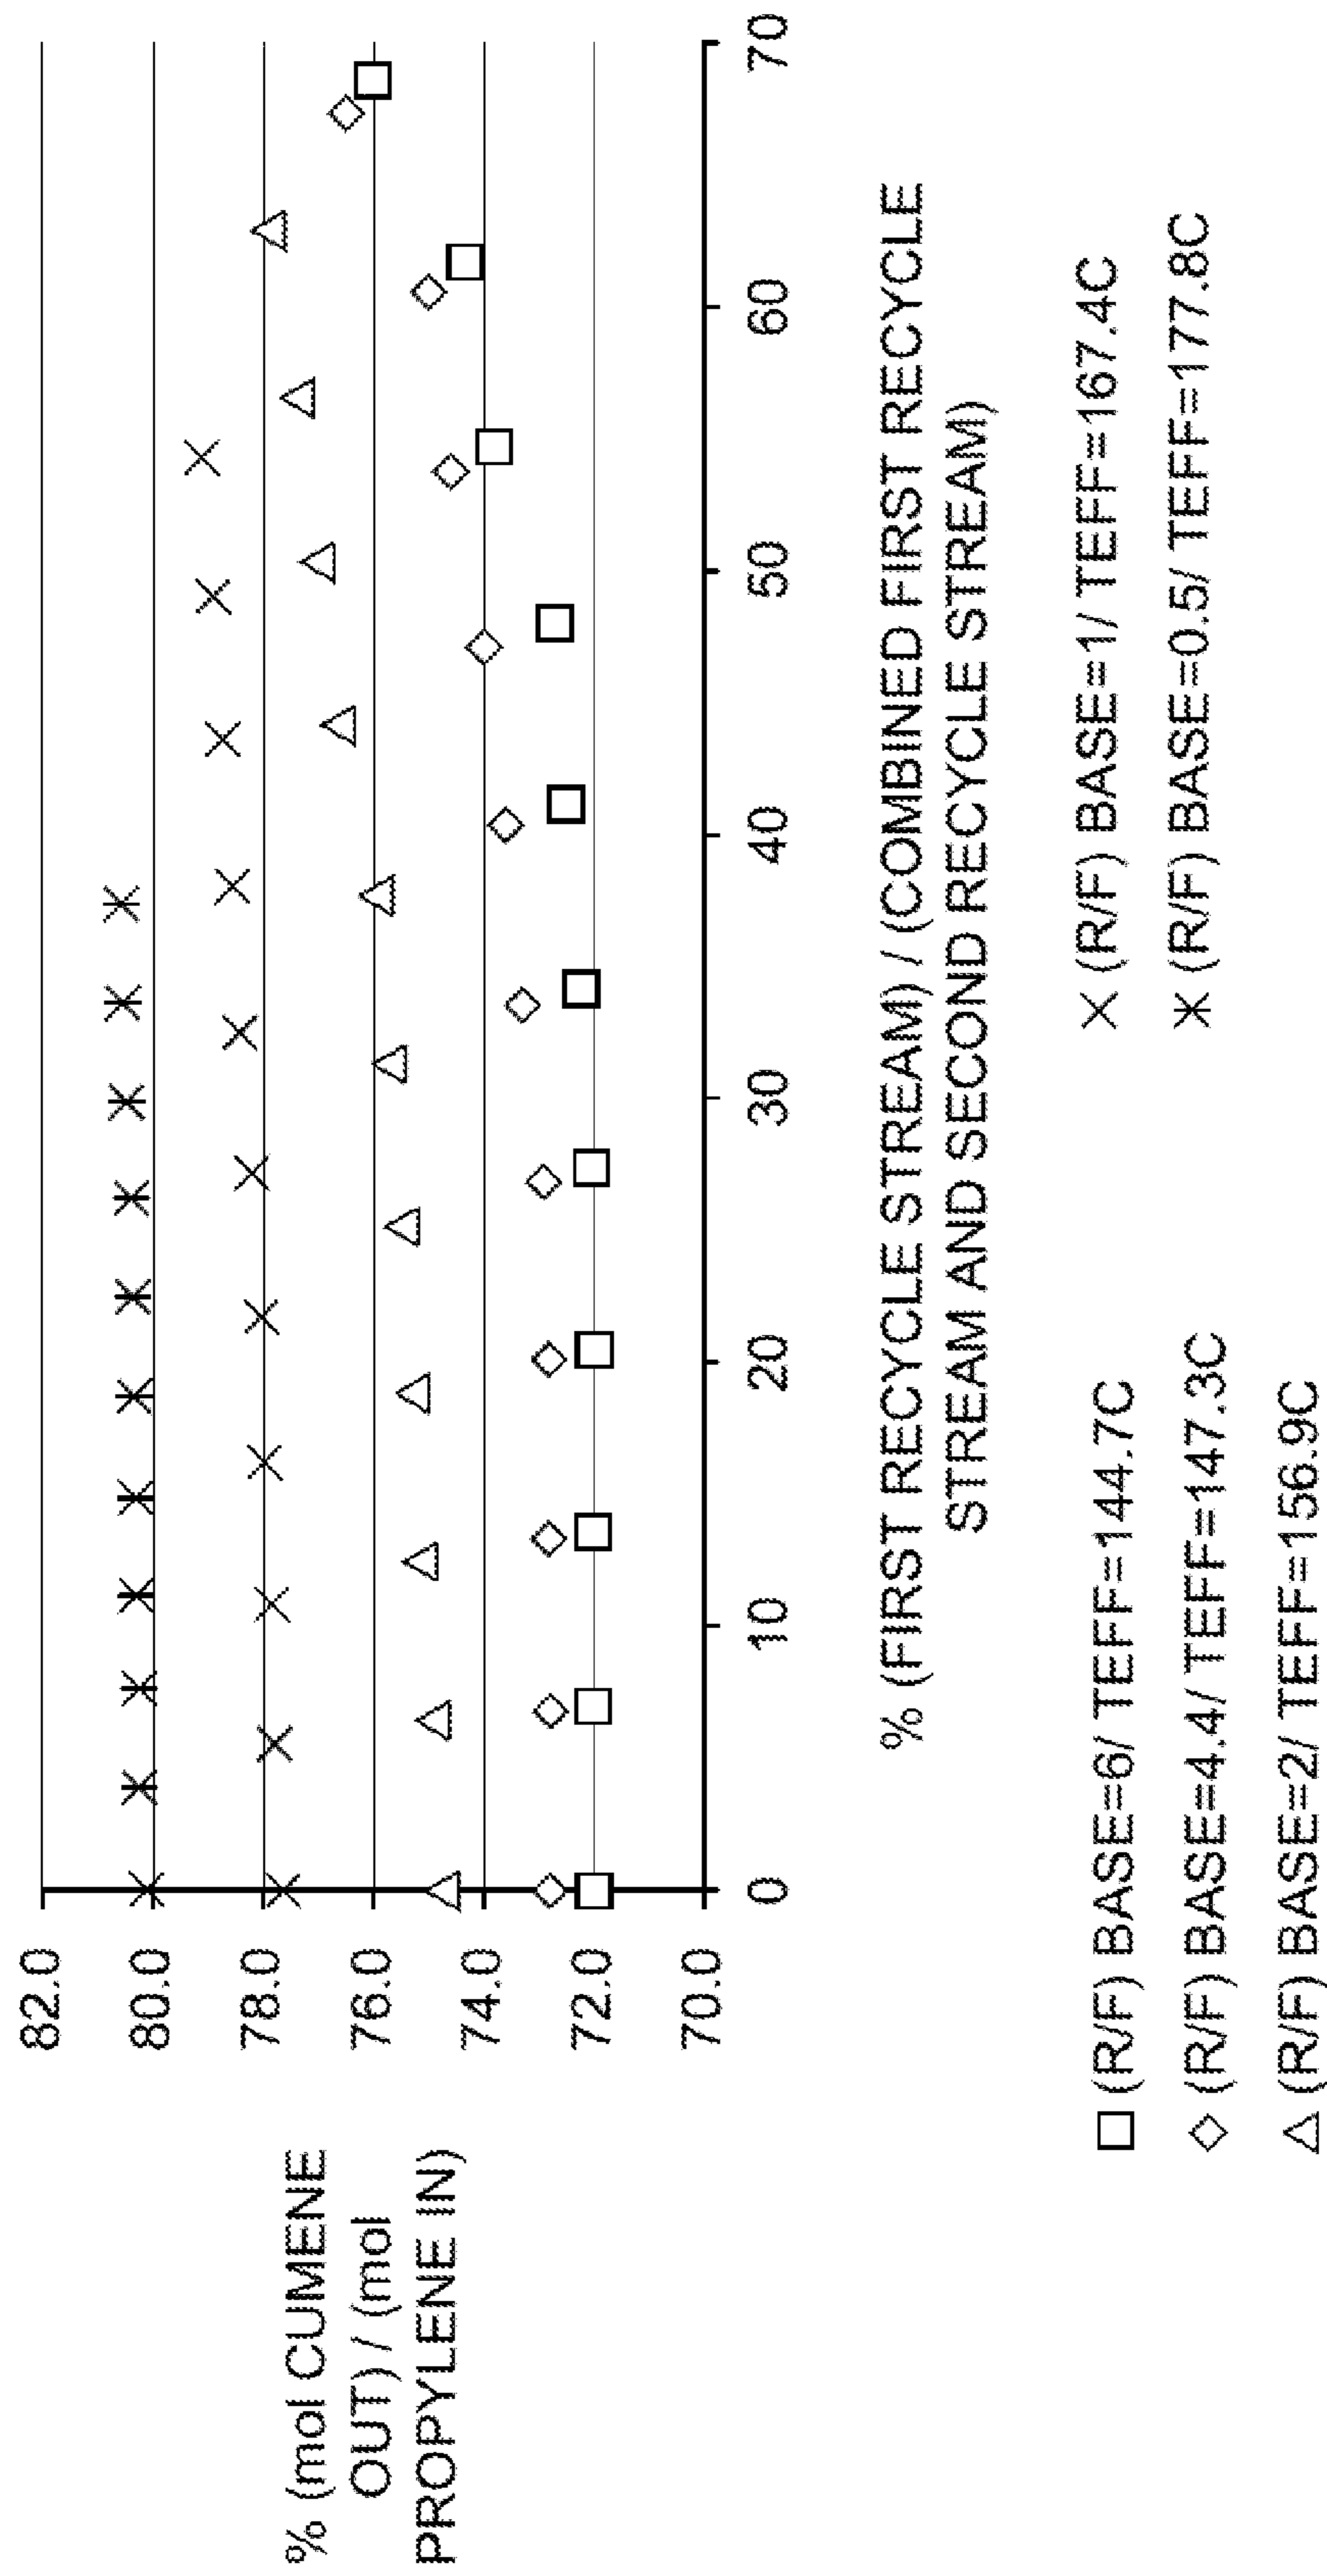 % (mol CUMENE
OUT) / (mol
PROPYLENE IN)
82.0
80.0
78.0
76.0
74.0
72.0
70.0
0
10
20
30
40
50
60
70
% (FIRST RECYCLE STREAM) / (COMBINED FIRST RECYCLE
STREAM AND SECOND RECYCLE STREAM)
(R/F) BASE=6/ TEFF=144.7C
(R/F) BASE=4.4/ TEFF=147.3C
(R/F) BASE=2/ TEFF=156.9C
(R/F) BASE=1/ TEFF=167.4C
(R/F) BASE=0.5/ TEFF=177.8C